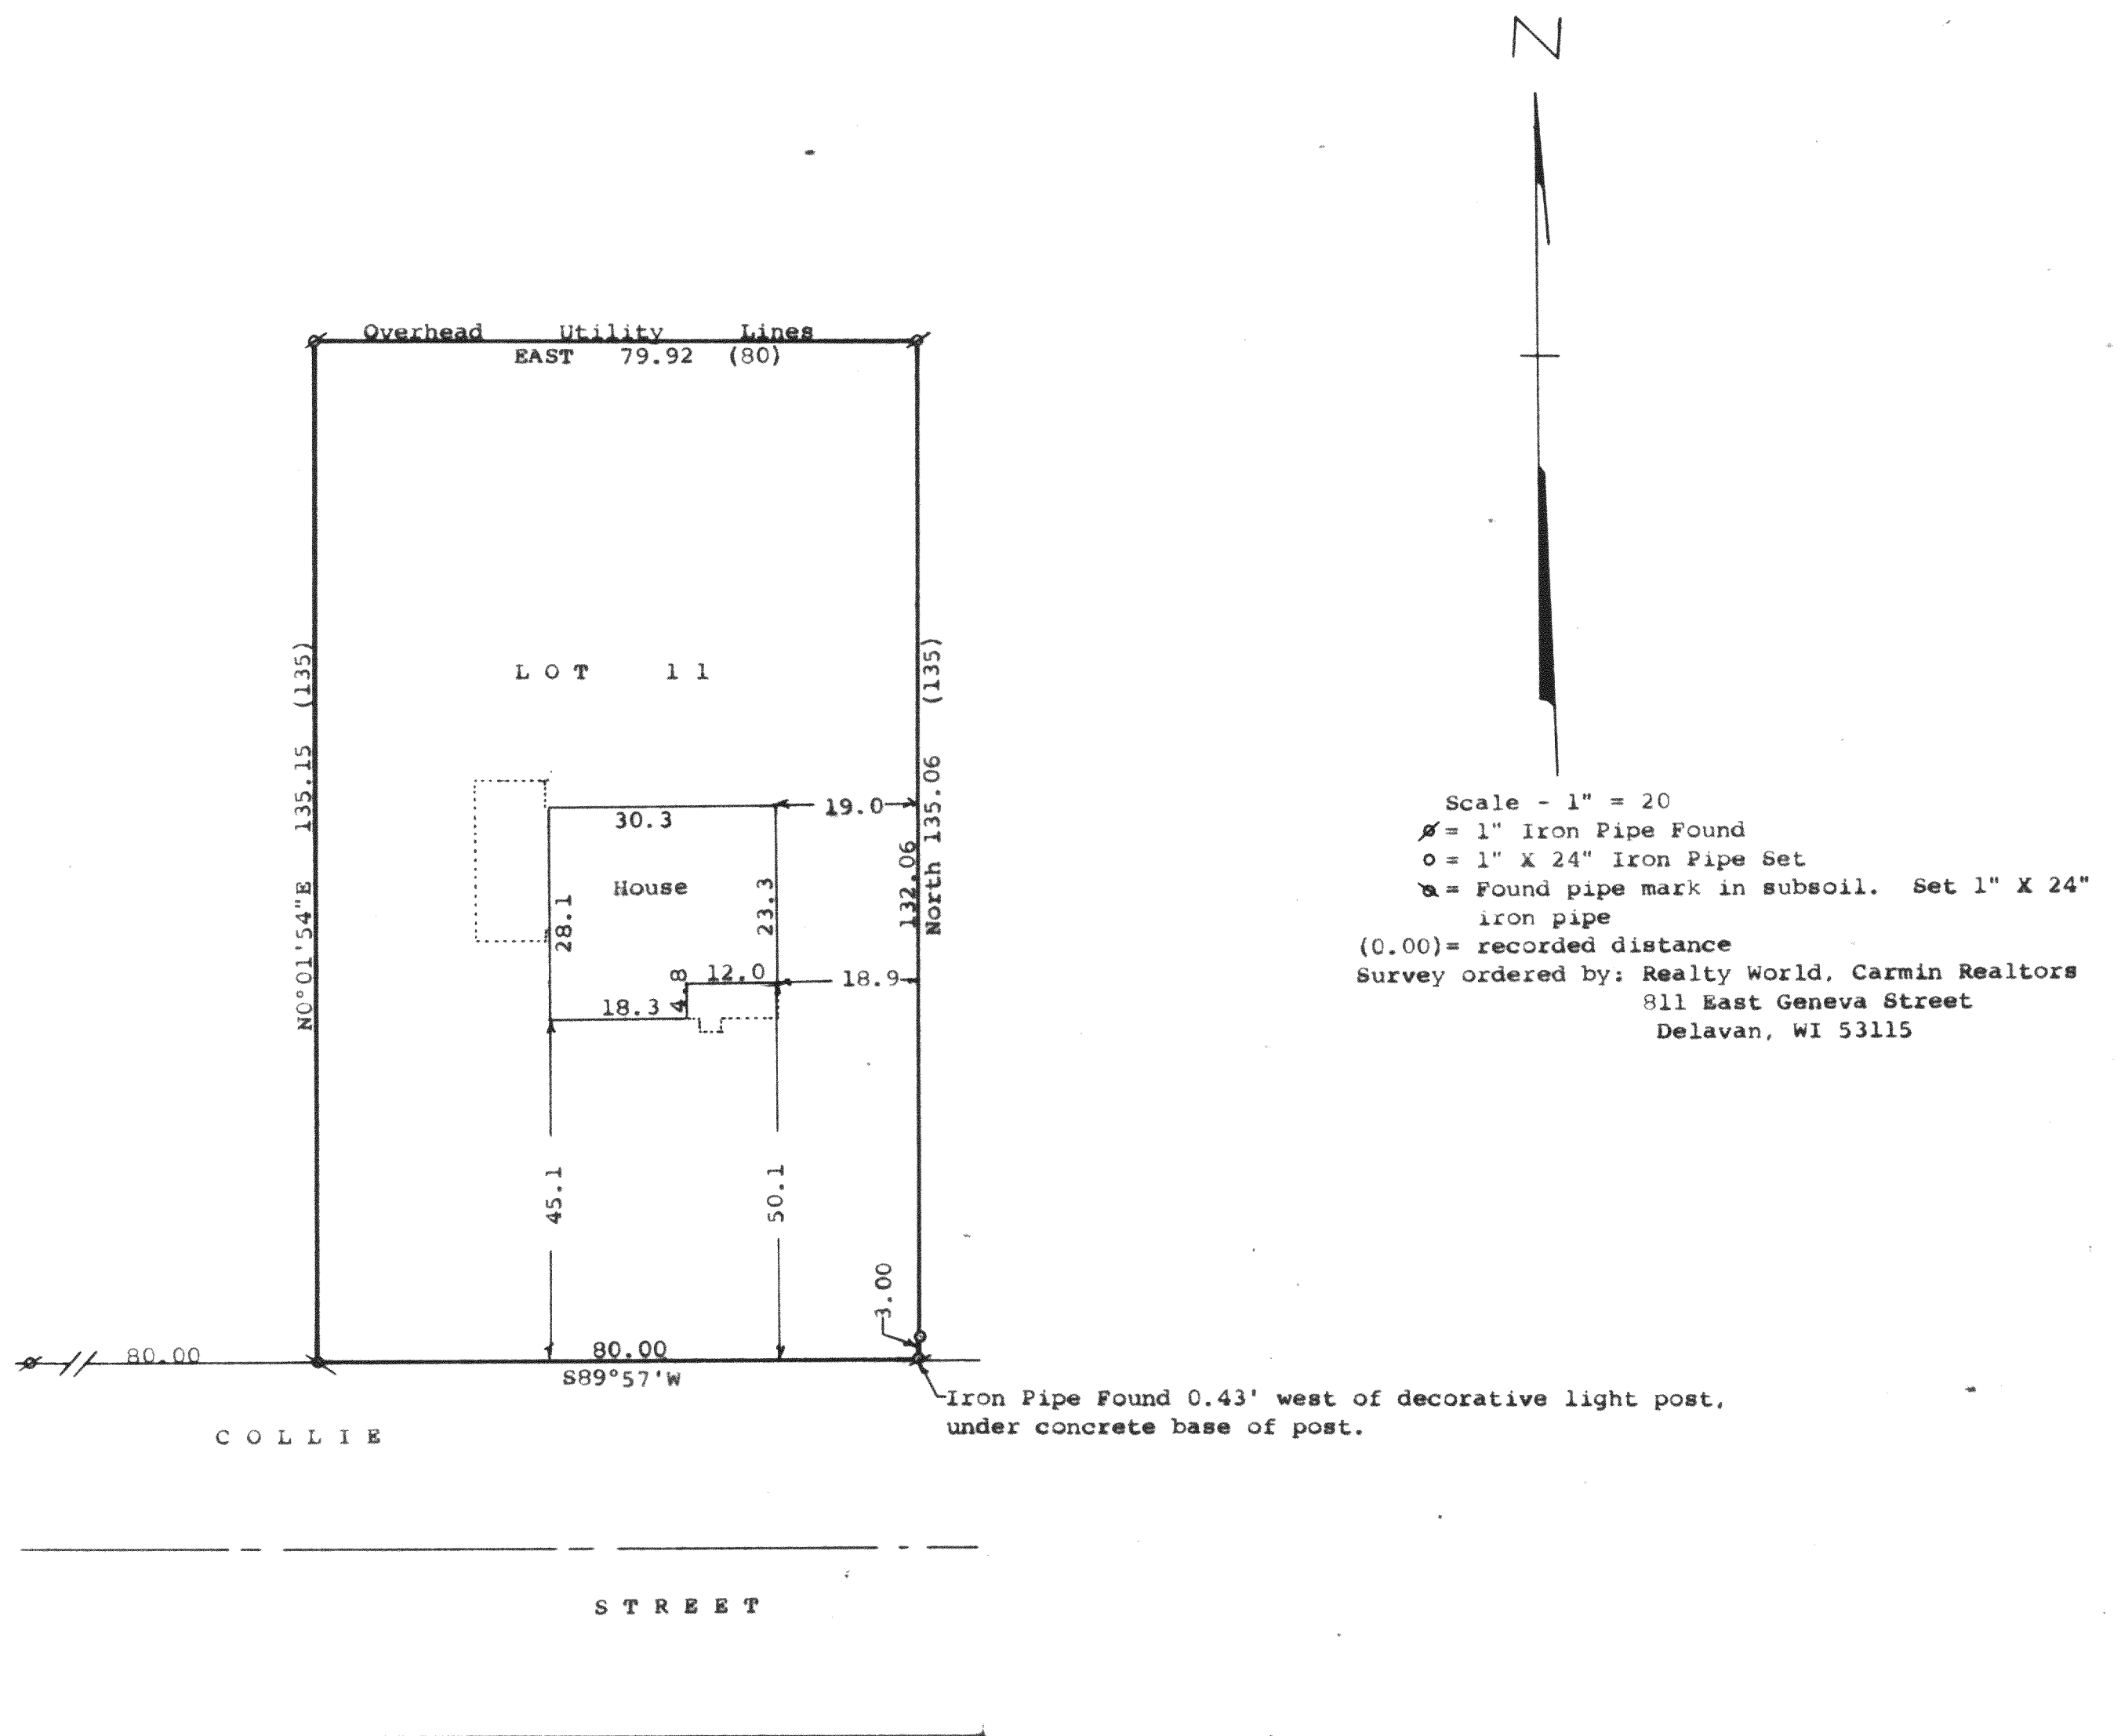 N
Overhead Utility Lines
EAST 79.92 (80)
N0°01'54"E 135.15 (135)
North 135.06 (135)
132.06
LOT 11
19.0
30.3
House
28.1
23.3
4.8
12.0
18.9
18.3
45.1
50.1
3.00
80.00
80.00
S89°57'W
Iron Pipe Found 0.43' west of decorative light post,
under concrete base of post.
COLLIE
STREET
Scale - 1" = 20
ø = 1" Iron Pipe Found
o = 1" X 24" Iron Pipe Set
= Found pipe mark in subsoil. Set 1" X 24"
iron pipe
(0.00)= recorded distance
Survey ordered by: Realty World, Carmin Realtors
811 East Geneva Street
Delavan, WI 53115